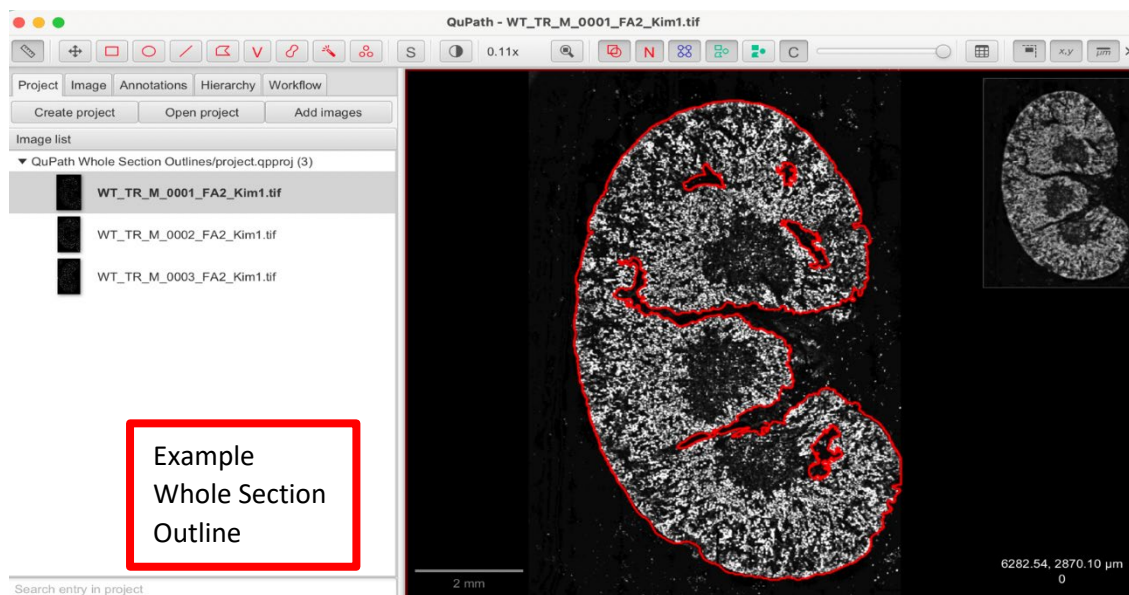 QuPath - WT_TR_M_0001_FA2_Kim1.tif
V S 0.11x N C x,y µm
Project Image Annotations Hierarchy Workflow
Create project Open project Add images
Image list
▼ QuPath Whole Section Outlines/project.qpproj (3)
WT_TR_M_0001_FA2_Kim1.tif
WT_TR_M_0002_FA2_Kim1.tif
WT_TR_M_0003_FA2_Kim1.tif
Example
Whole Section
Outline
6282.54, 2870.10 µm
0
2 mm
Search entry in project